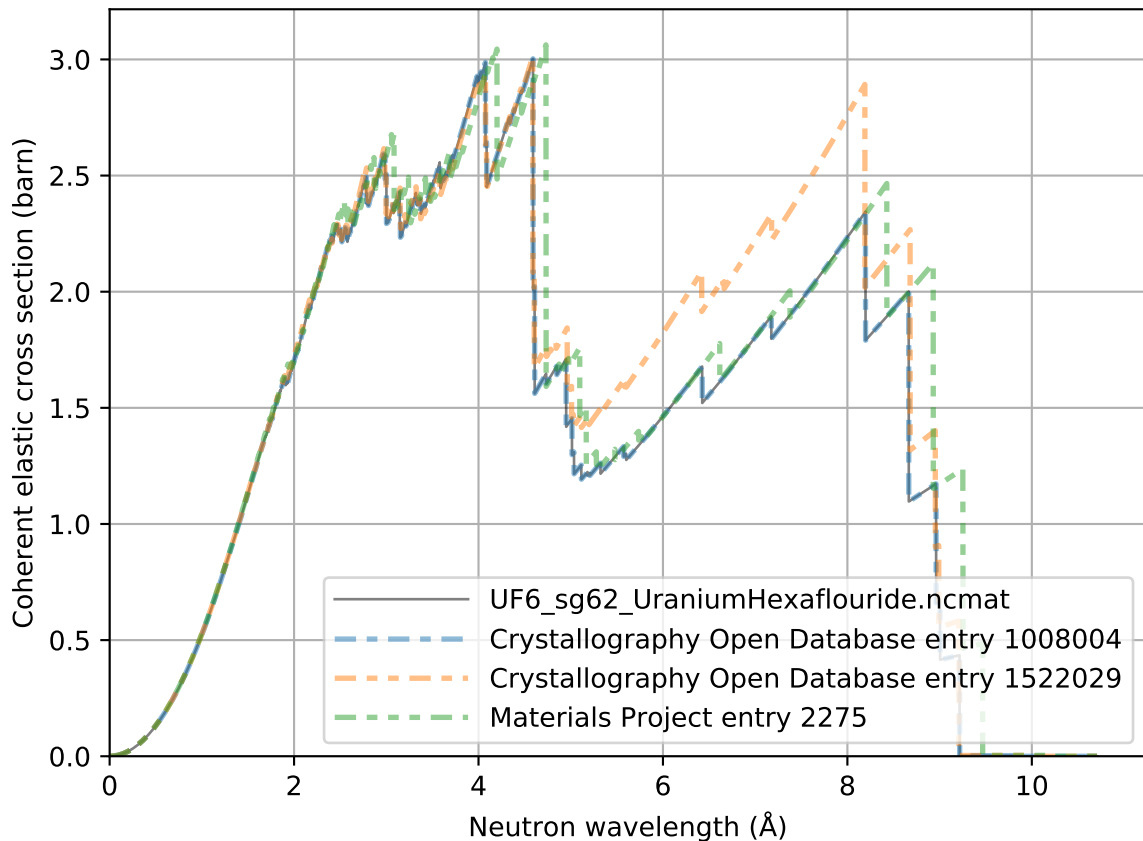 Coherent elastic cross section (barn)
3.0
2.5
2.0
1.5
1.0
0.5
0.0
0
2
4
6
8
10
Neutron wavelength (Å)
UF6_sg62_UraniumHexaflouride.ncmat
Crystallography Open Database entry 1008004
Crystallography Open Database entry 1522029
Materials Project entry 2275